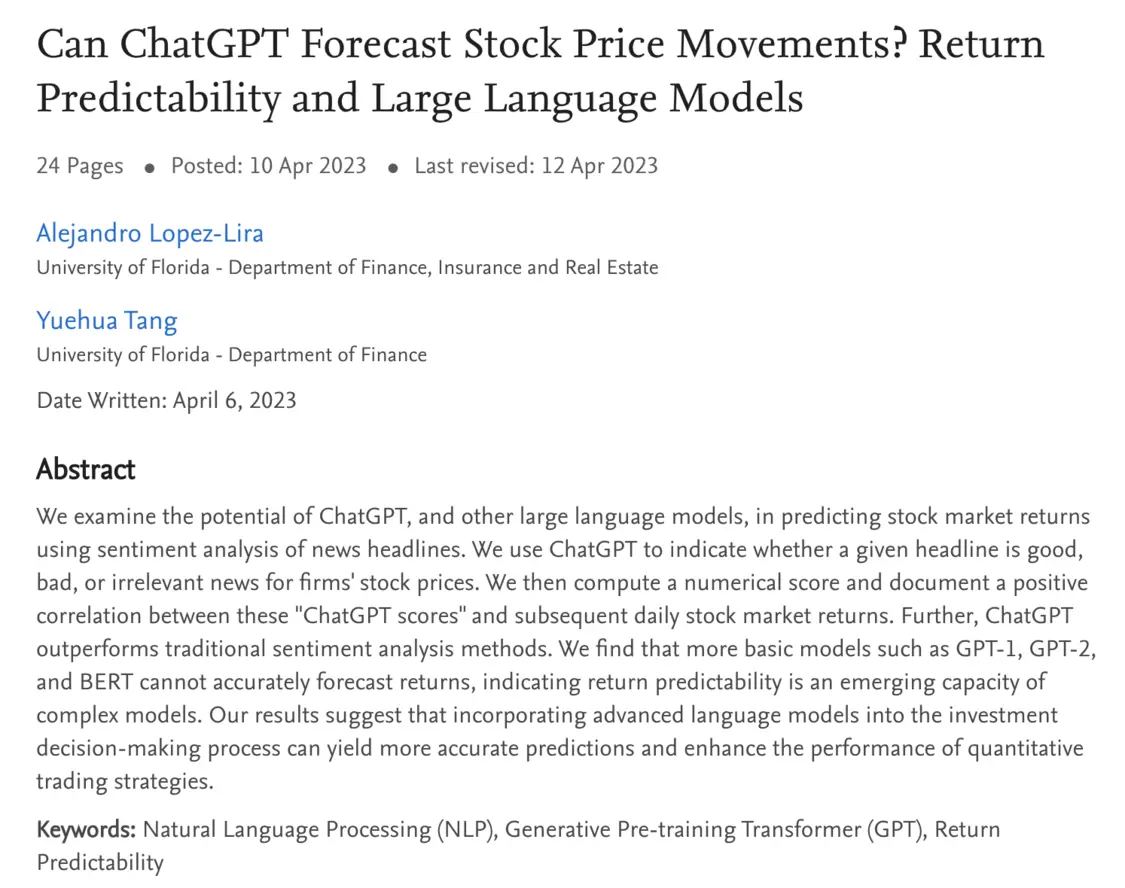 Can ChatGPT Forecast Stock Price Movements? Return
Predictability and Large Language Models
24 Pages • Posted: 10 Apr 2023 • Last revised: 12 Apr 2023
Alejandro Lopez-Lira
University of Florida - Department of Finance, Insurance and Real Estate
Yuehua Tang
University of Florida - Department of Finance
Date Written: April 6, 2023
Abstract
We examine the potential of ChatGPT, and other large language models, in predicting stock market returns
using sentiment analysis of news headlines. We use ChatGPT to indicate whether a given headline is good,
bad, or irrelevant news for firms' stock prices. We then compute a numerical score and document a positive
correlation between these "ChatGPT scores" and subsequent daily stock market returns. Further, ChatGPT
outperforms traditional sentiment analysis methods. We find that more basic models such as GPT-1, GPT-2,
and BERT cannot accurately forecast returns, indicating return predictability is an emerging capacity of
complex models. Our results suggest that incorporating advanced language models into the investment
decision-making process can yield more accurate predictions and enhance the performance of quantitative
trading strategies.
Keywords: Natural Language Processing (NLP), Generative Pre-training Transformer (GPT), Return
Predictability